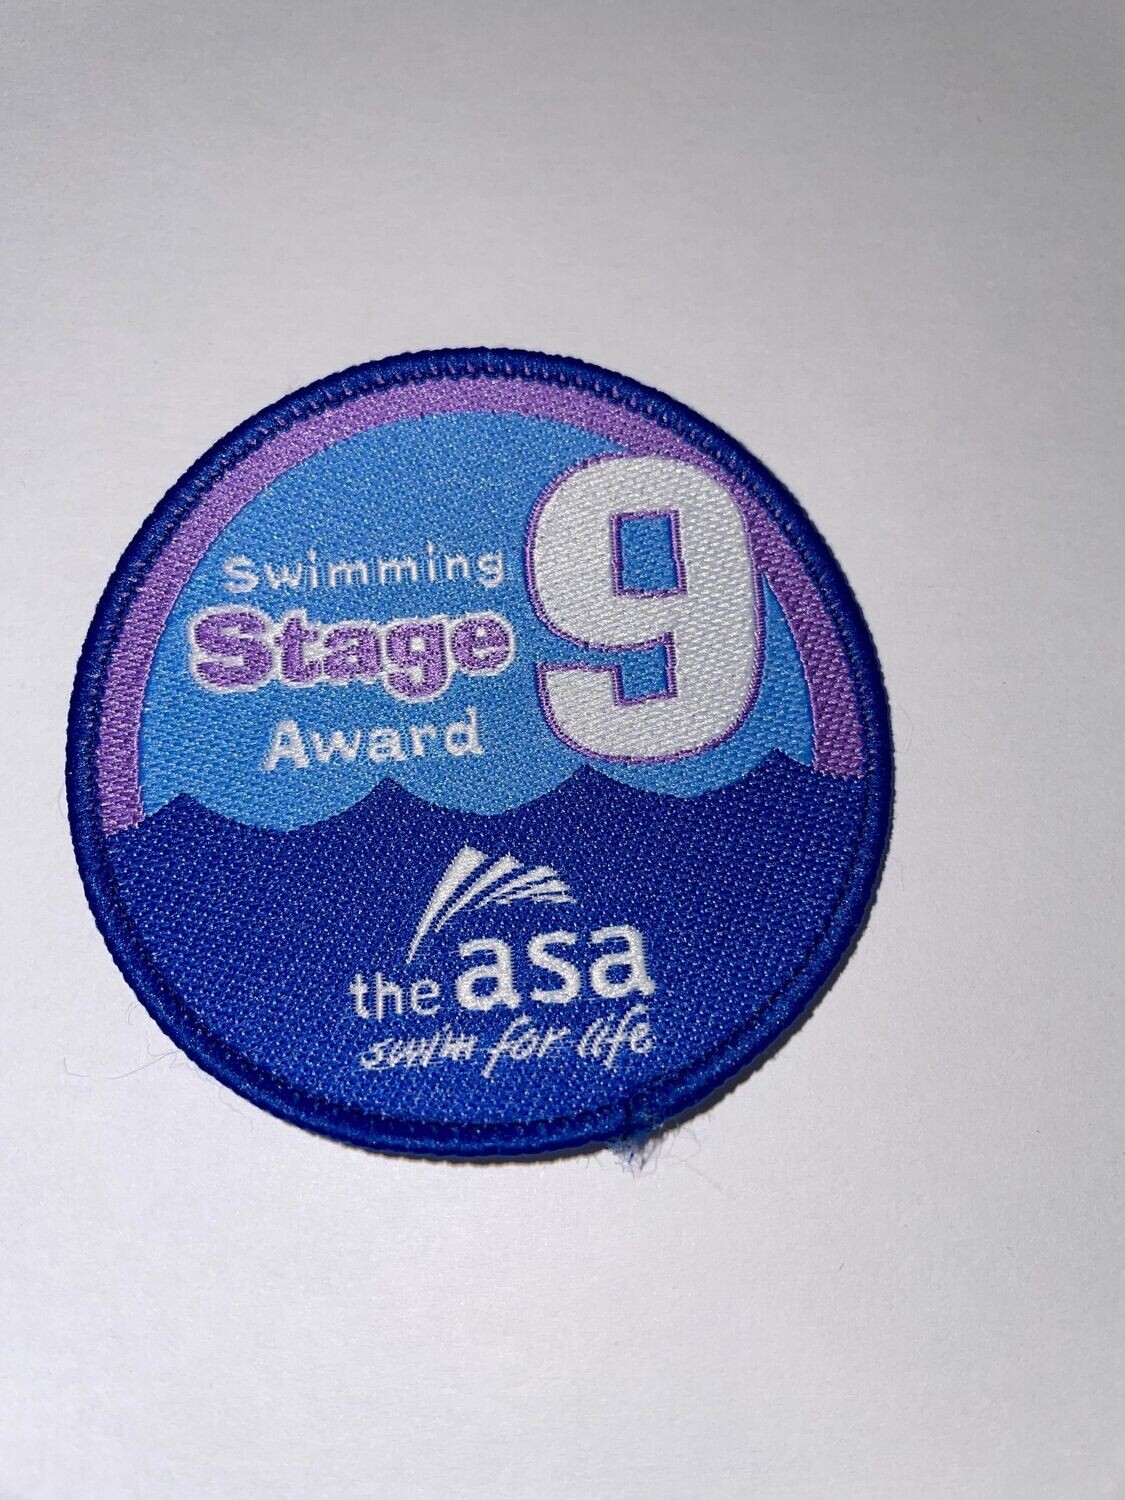 Swimming
Stage
Award
9
the asa
swim for life